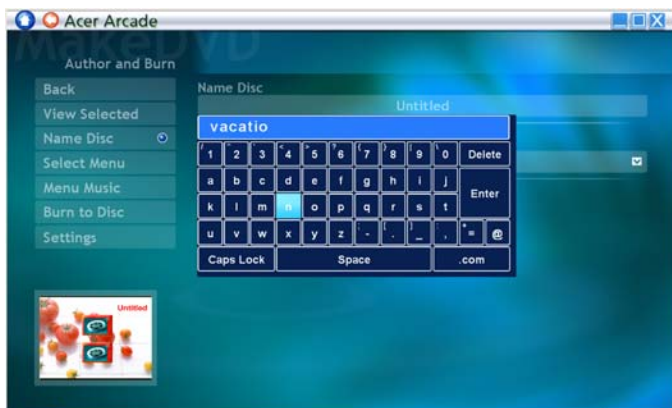 Acer Arcade
MakeDVD
Author and Burn
Back
View Selected
Name Disc
Select Menu
Menu Music
Burn to Disc
Settings
Untitled
Name Disc
Untitled
vacatio
1 2 3 4 5 6 7 8 9 0 Delete
a b c d e f g h i j
Enter
k l m n o p q r s t
u v w x y z - . _ , = @
Caps Lock Space .com